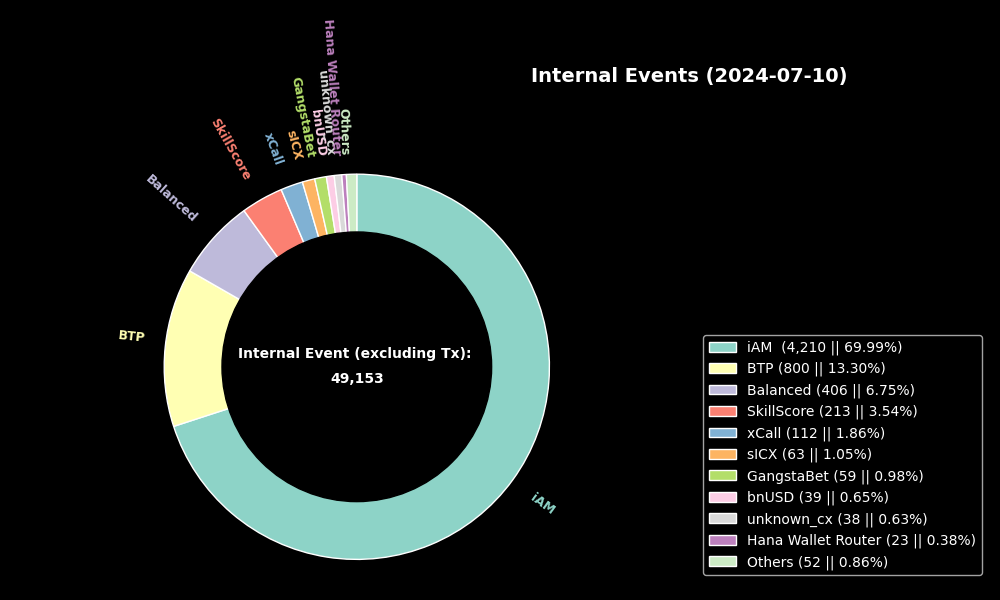 Internal Events (2024-07-10)
Hana Wallet Router
unknown_cx
Others
GangstaBet
bnUSD
sICX
xCall
SkillScore
Balanced
BTP
iAM
Internal Event (excluding Tx):
49,153
iAM  (4,210 || 69.99%)
BTP (800 || 13.30%)
Balanced (406 || 6.75%)
SkillScore (213 || 3.54%)
xCall (112 || 1.86%)
sICX (63 || 1.05%)
GangstaBet (59 || 0.98%)
bnUSD (39 || 0.65%)
unknown_cx (38 || 0.63%)
Hana Wallet Router (23 || 0.38%)
Others (52 || 0.86%)